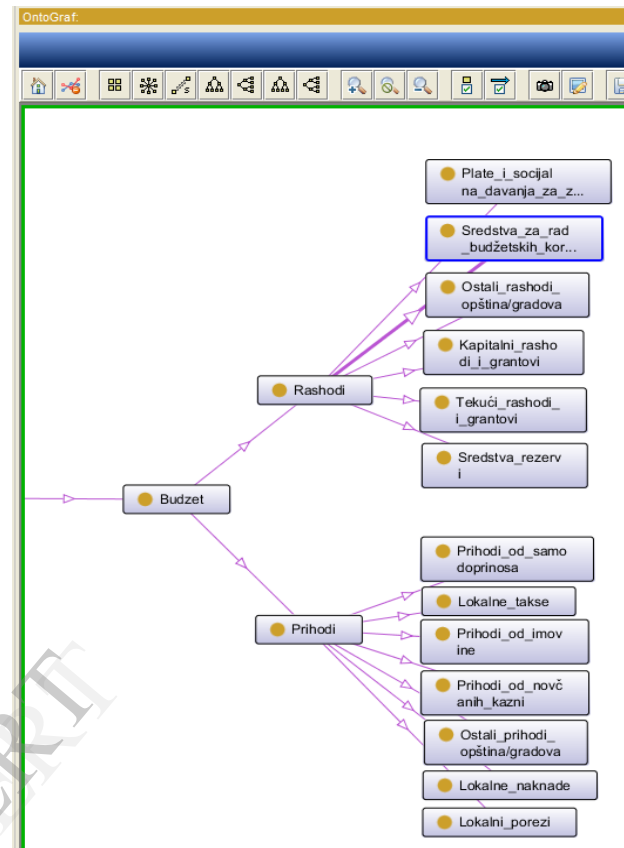 OntoGraf:
Plate_i_socijal
na_davanja_za_z...
Sredstva_za_rad
_budžetskih_kor...
Ostali_rashodi_
opština/gradova
Kapitalni_rasho
di_i_grantovi
Rashodi
Tekući_rashodi_
i_grantovi
Sredstva_rezerv
i
Budzet
Prihodi_od_samo
doprinosa
Lokalne_takse
Prihodi
Prihodi_od_imov
ine
Prihodi_od_novč
anih_kazni
Ostali_prihodi_
opština/gradova
Lokalne_naknade
Lokalni_porezi